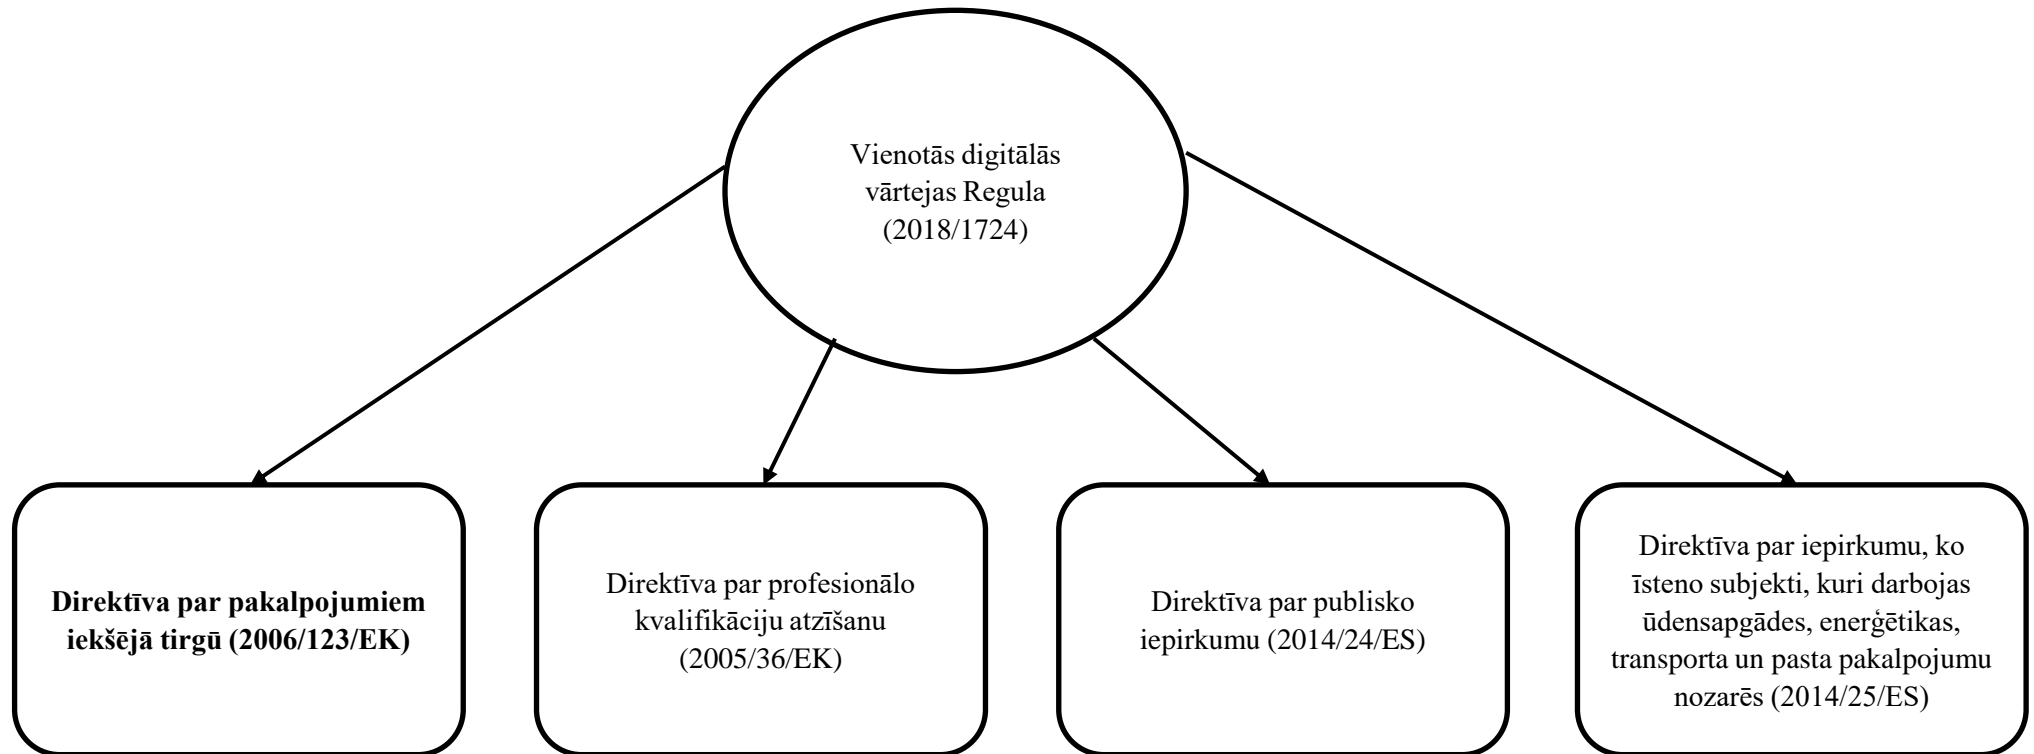 Vienotās digitālās
vārtejas Regula
(2018/1724)
Direktīva par pakalpojumiem
iekšējā tirgū (2006/123/EK)
Direktīva par profesionālo
kvalifikāciju atzīšanu
(2005/36/EK)
Direktīva par publisko
iepirkumu (2014/24/ES)
Direktīva par iepirkumu, ko
īsteno subjekti, kuri darbojas
ūdensapgādes, enerģētikas,
transporta un pasta pakalpojumu
nozarēs (2014/25/ES)